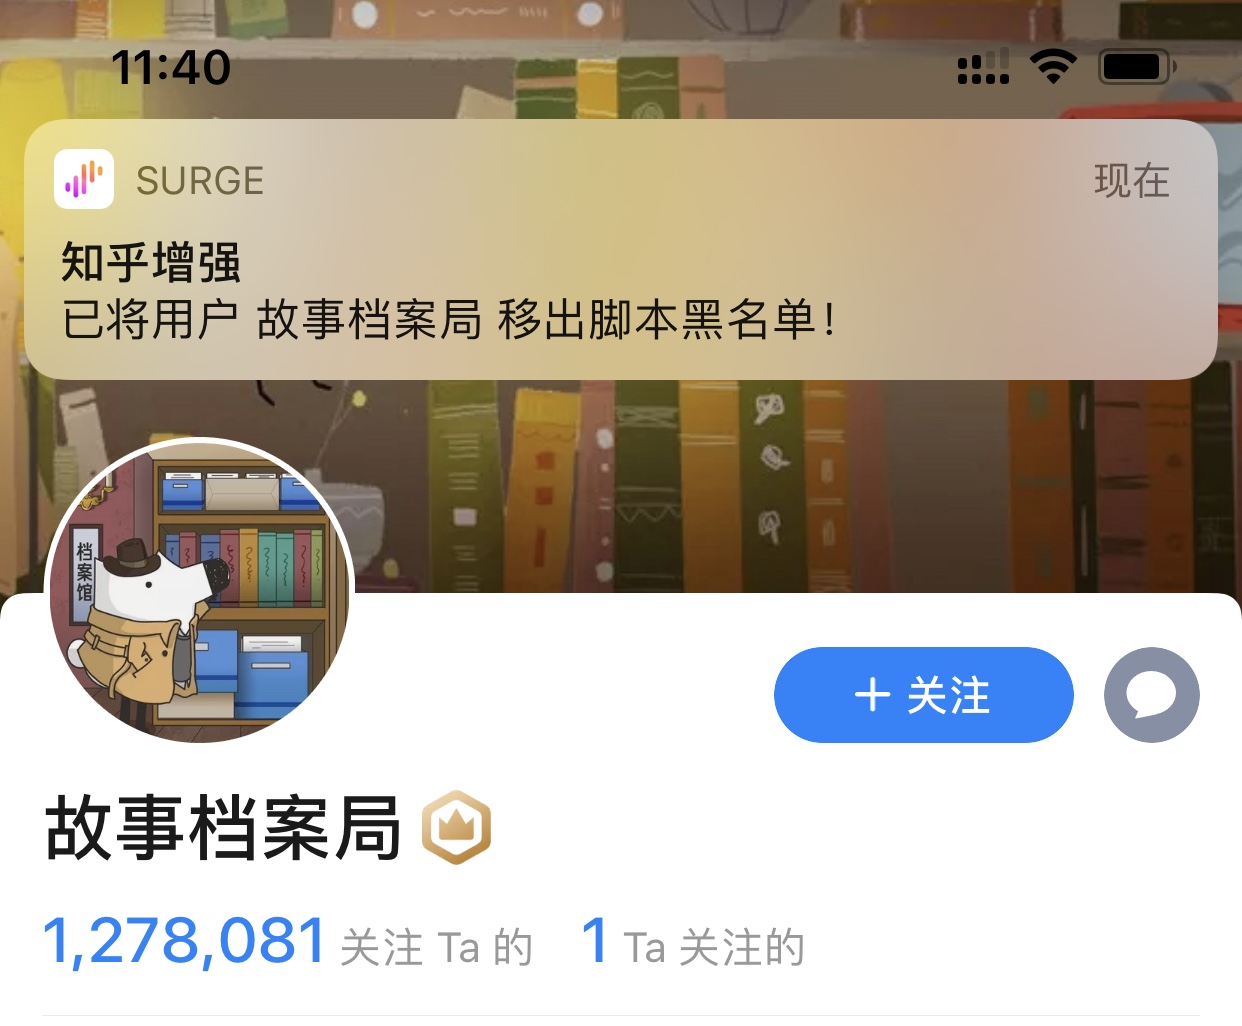 11:40
SURGE 现在
知乎增强
已将用户 故事档案局 移出脚本黑名单！
档案馆
+ 关注
故事档案局
1,278,081 关注 Ta 的 1 Ta 关注的